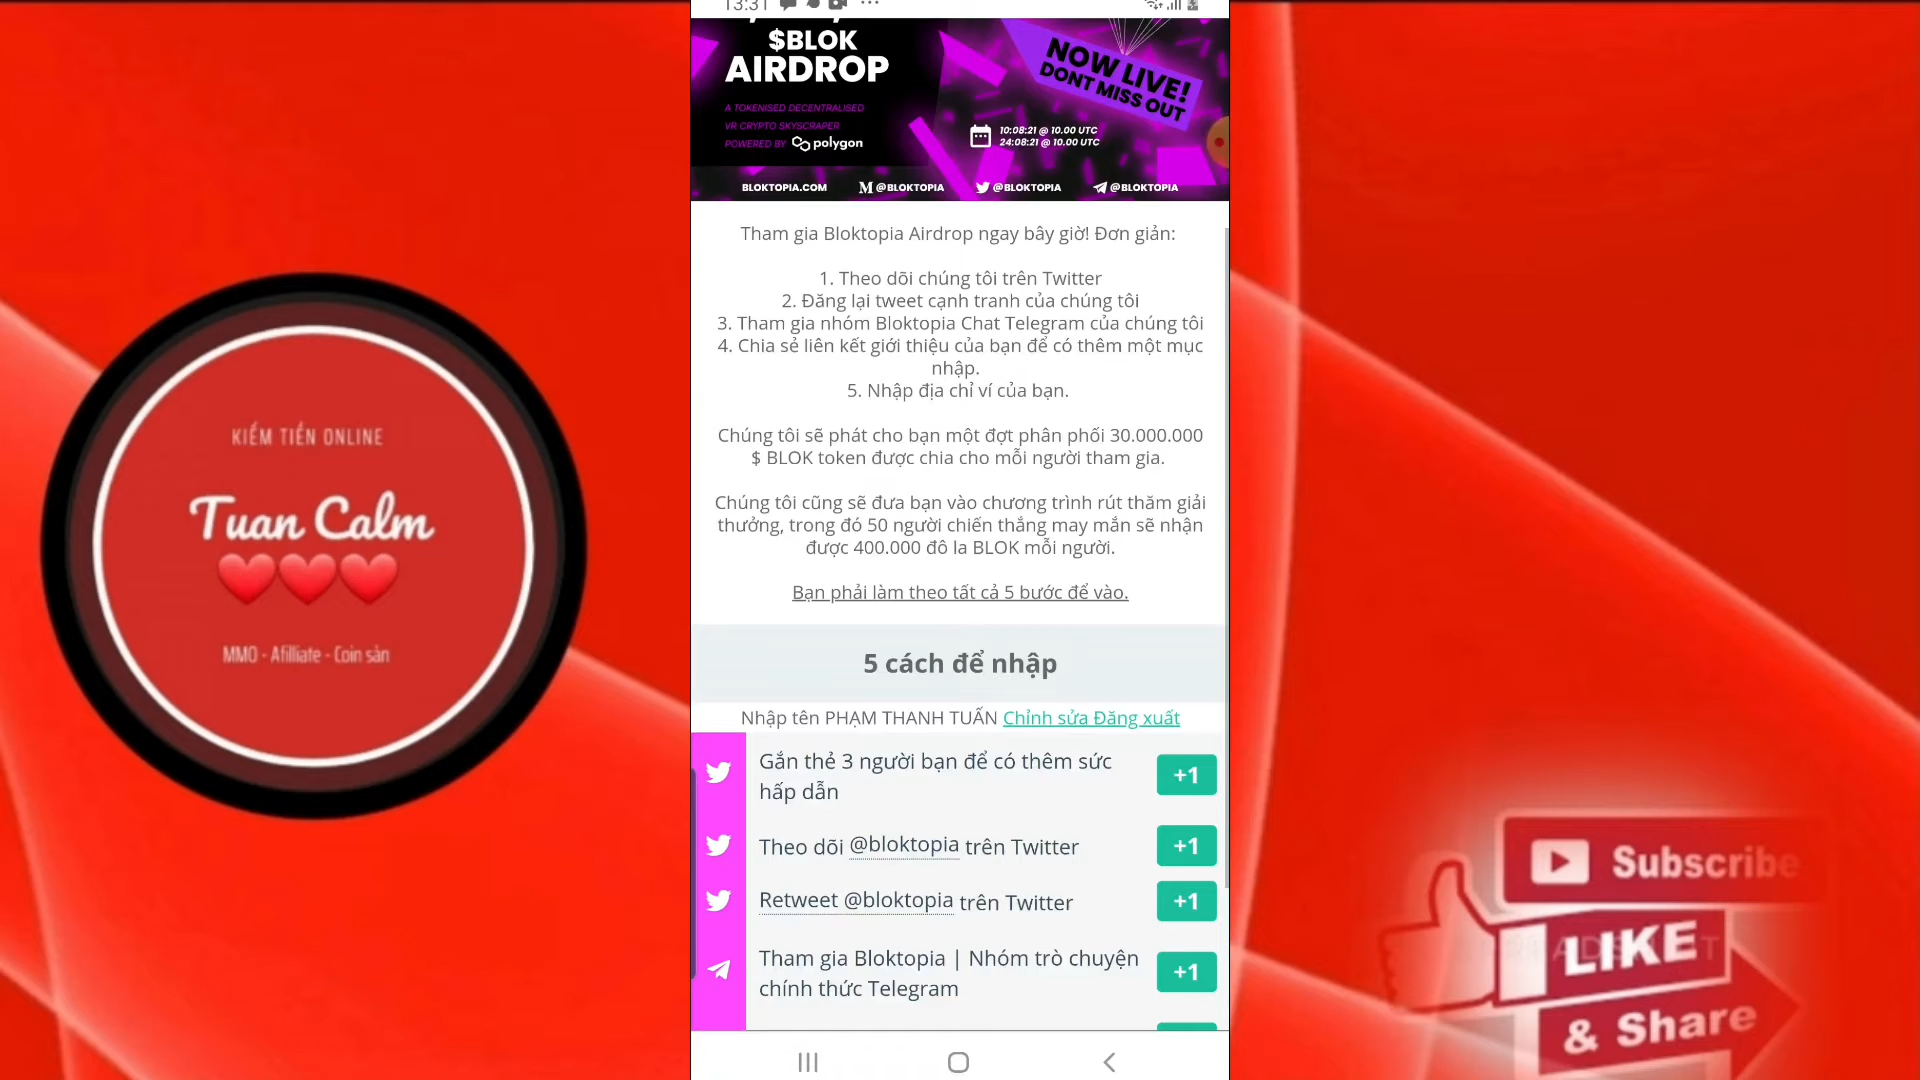 13:31
$BLOK
AIRDROP
A TOKENISED DECENTRALISED
VR CRYPTO SKYSCRAPER
POWERED BY polygon
NOW LIVE!
DONT MISS OUT
10:08:21 @ 10.00 UTC
24:08:21 @ 10.00 UTC
BLOKTOPIA.COM @BLOKTOPIA @BLOKTOPIA @BLOKTOPIA
Tham gia Bloktopia Airdrop ngay bây giờ! Đơn giản:
1. Theo dõi chúng tôi trên Twitter
2. Đăng lại tweet cạnh tranh của chúng tôi
3. Tham gia nhóm Bloktopia Chat Telegram của chúng tôi
4. Chia sẻ liên kết giới thiệu của bạn để có thêm một mục
nhập.
5. Nhập địa chỉ ví của bạn.
Chúng tôi sẽ phát cho bạn một đợt phân phối 30.000.000
$ BLOK token được chia cho mỗi người tham gia.
Chúng tôi cũng sẽ đưa bạn vào chương trình rút thăm giải
thưởng, trong đó 50 người chiến thắng may mắn sẽ nhận
được 400.000 đô la BLOK mỗi người.
Bạn phải làm theo tất cả 5 bước để vào.
5 cách để nhập
Nhập tên PHẠM THANH TUẤN Chỉnh sửa Đăng xuất
Gắn thẻ 3 người bạn để có thêm sức
hấp dẫn
+1
Theo dõi @bloktopia trên Twitter +1
Retweet @bloktopia trên Twitter +1
Tham gia Bloktopia | Nhóm trò chuyện
chính thức Telegram
+1
KIẾM TIỀN ONLINE
Tuan Calm
MMO - Afilliate - Coin sàn
Subscribe
LIKE
& Share